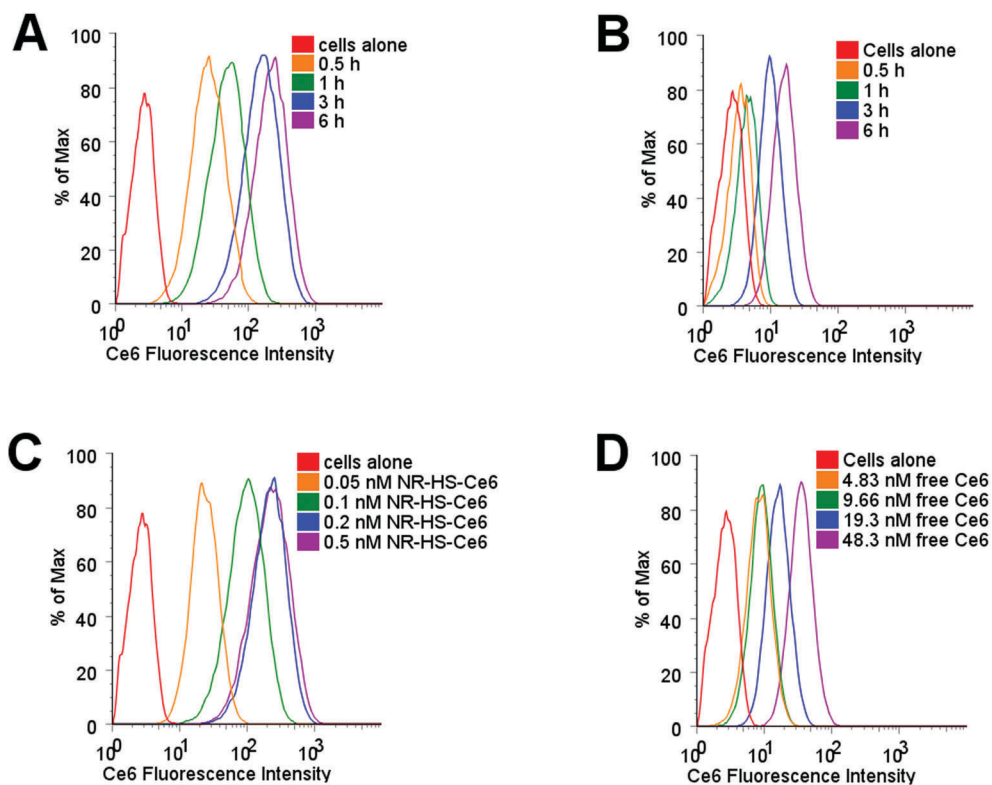 A
% of Max
100
80
60
40
20
0
10^0 10^1 10^2 10^3
Ce6 Fluorescence Intensity
cells alone
0.5 h
1 h
3 h
6 h
B
% of Max
100
80
60
40
20
0
10^0 10^1 10^2 10^3
Ce6 Fluorescence Intensity
Cells alone
0.5 h
1 h
3 h
6 h
C
% of Max
100
80
60
40
20
0
10^0 10^1 10^2 10^3
Ce6 Fluorescence Intensity
cells alone
0.05 nM NR-HS-Ce6
0.1 nM NR-HS-Ce6
0.2 nM NR-HS-Ce6
0.5 nM NR-HS-Ce6
D
% of Max
100
80
60
40
20
0
10^0 10^1 10^2 10^3
Ce6 Fluorescence Intensity
Cells alone
4.83 nM free Ce6
9.66 nM free Ce6
19.3 nM free Ce6
48.3 nM free Ce6